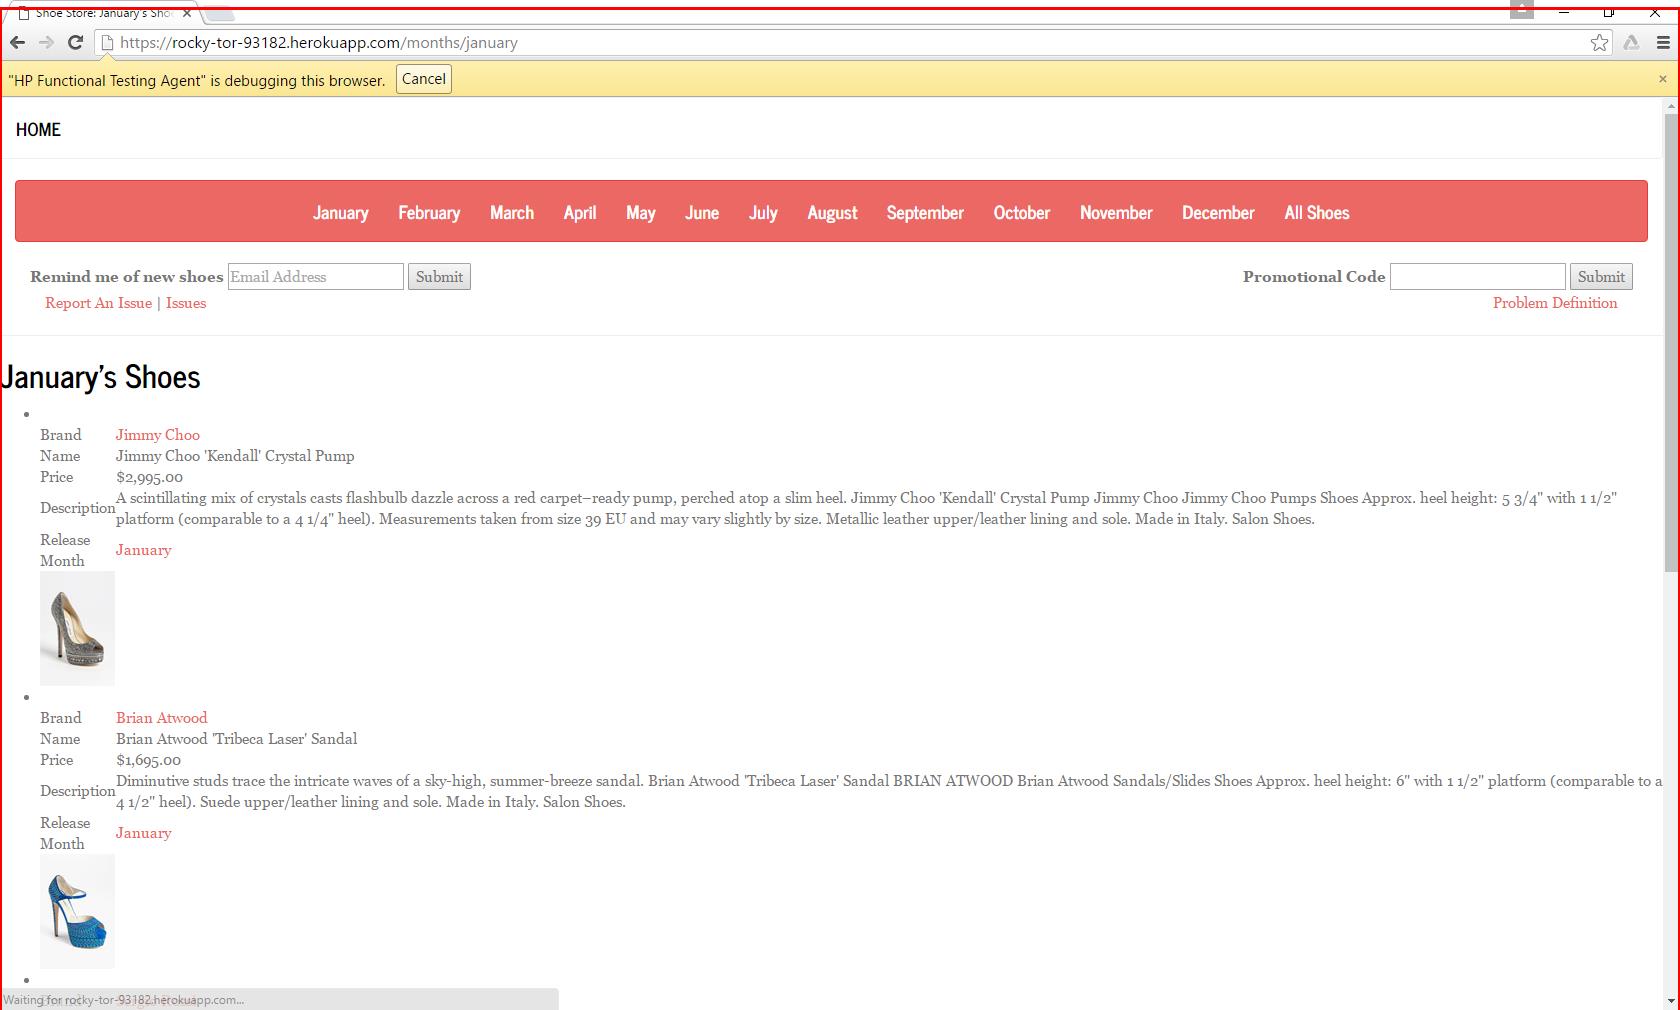 Shoe Store: January's Sho
https://rocky-tor-93182.herokuapp.com/months/january
"HP Functional Testing Agent" is debugging this browser. Cancel
HOME
January February March April May June July August September October November December All Shoes
Remind me of new shoes Email Address Submit Promotional Code Submit
Report An Issue | Issues Problem Definition
January's Shoes
Brand Jimmy Choo
Name Jimmy Choo 'Kendall' Crystal Pump
Price $2,995.00
Description A scintillating mix of crystals casts flashbulb dazzle across a red carpet–ready pump, perched atop a slim heel. Jimmy Choo 'Kendall' Crystal Pump Jimmy Choo Jimmy Choo Pumps Shoes Approx. heel height: 5 3/4" with 1 1/2"
platform (comparable to a 4 1/4" heel). Measurements taken from size 39 EU and may vary slightly by size. Metallic leather upper/leather lining and sole. Made in Italy. Salon Shoes.
Release
Month January
Brand Brian Atwood
Name Brian Atwood 'Tribeca Laser' Sandal
Price $1,695.00
Description Diminutive studs trace the intricate waves of a sky-high, summer-breeze sandal. Brian Atwood 'Tribeca Laser' Sandal BRIAN ATWOOD Brian Atwood Sandals/Slides Shoes Approx. heel height: 6" with 1 1/2" platform (comparable to a
4 1/2" heel). Suede upper/leather lining and sole. Made in Italy. Salon Shoes.
Release
Month January
Waiting for rocky-tor-93182.herokuapp.com...